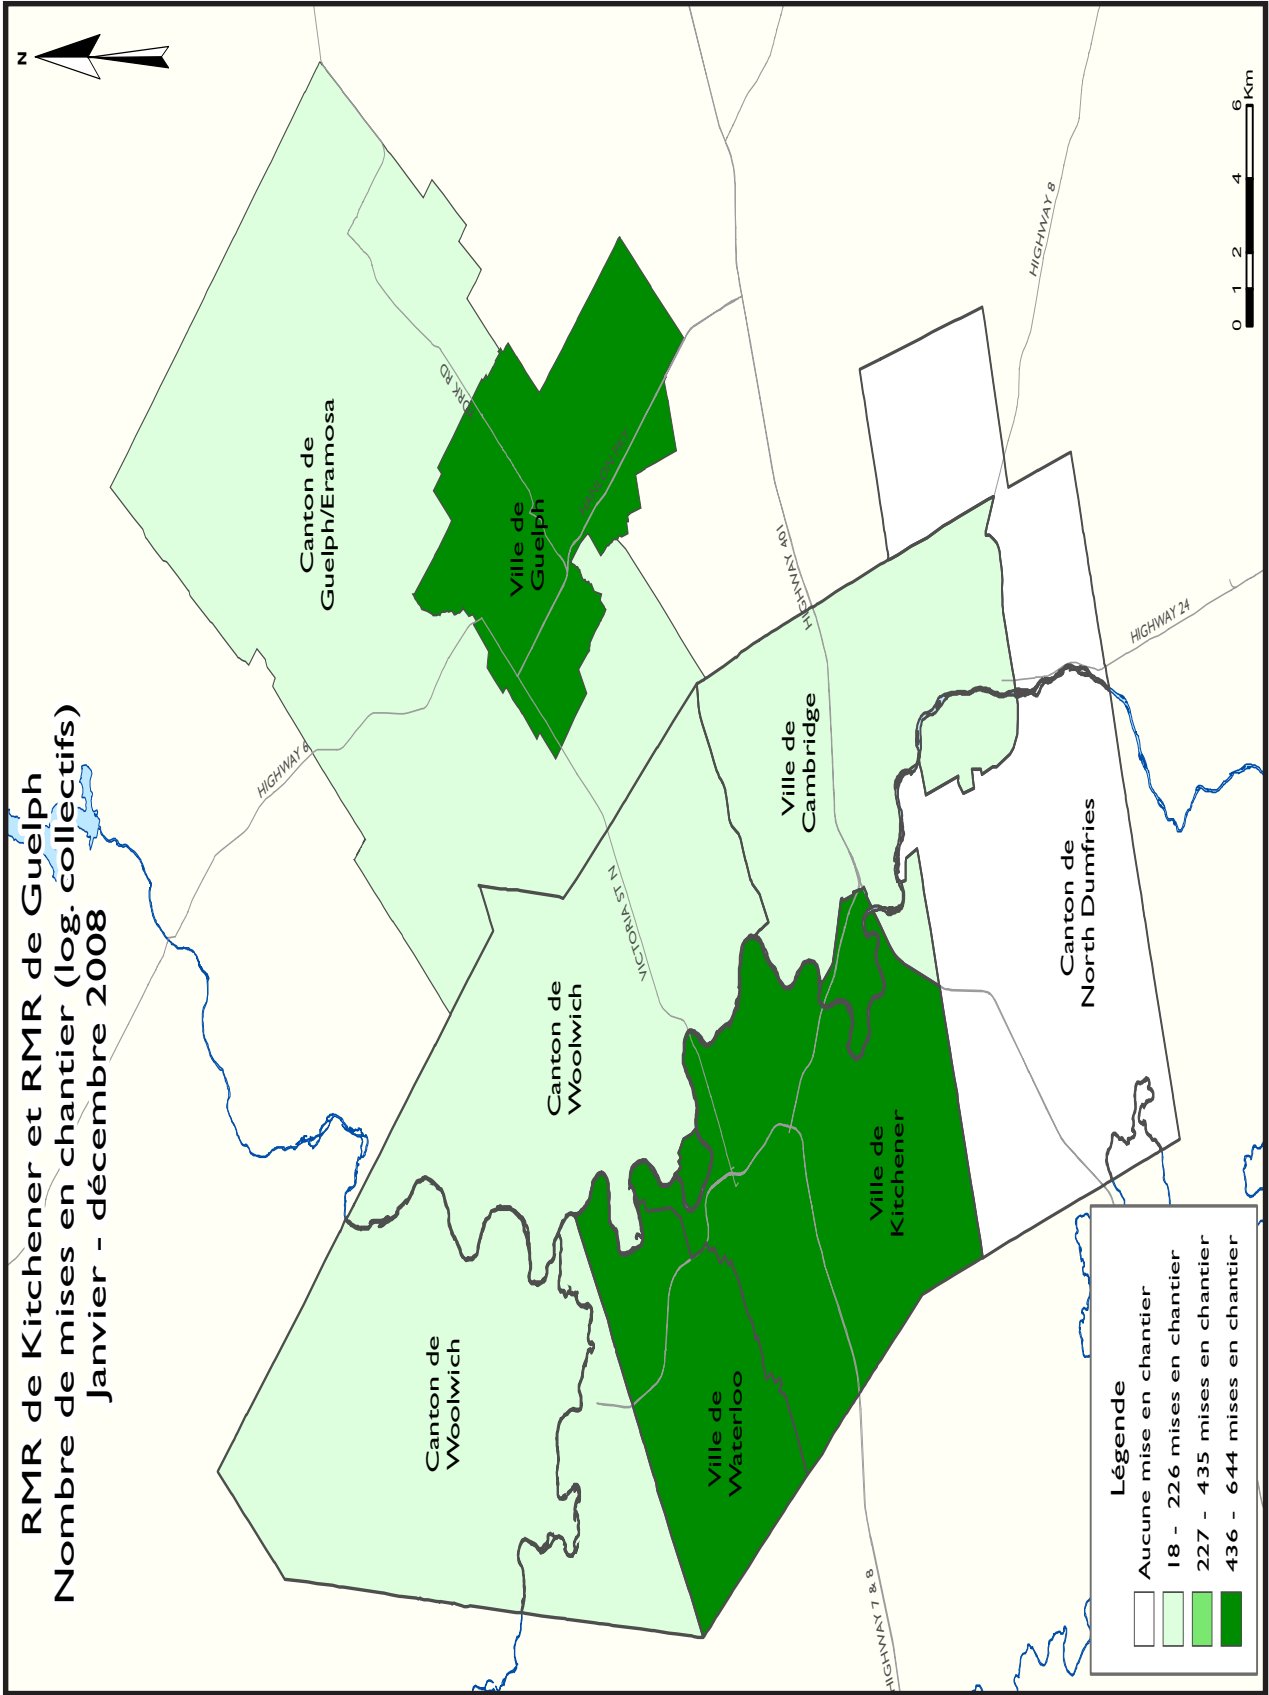 RMR de Kitchener et RMR de Guelph
Nombre de mises en chantier (log. collectifs)
Janvier - décembre 2008
N
Canton de
Guelph/Eramosa
HIGHWAY 6
RK RD
Ville de
Guelph
Canton de
Woolwich
Canton de
Woolwich
VICTORIA ST N
Ville de
Cambridge
HIGHWAY 401
HIGHWAY 8
HIGHWAY 24
Ville de
Waterloo
Ville de
Kitchener
Canton de
North Dumfries
HIGHWAY 7 & 8
Légende
Aucune mise en chantier
18 - 226 mises en chantier
227 - 435 mises en chantier
436 - 644 mises en chantier
0 1 2 4 6
Km